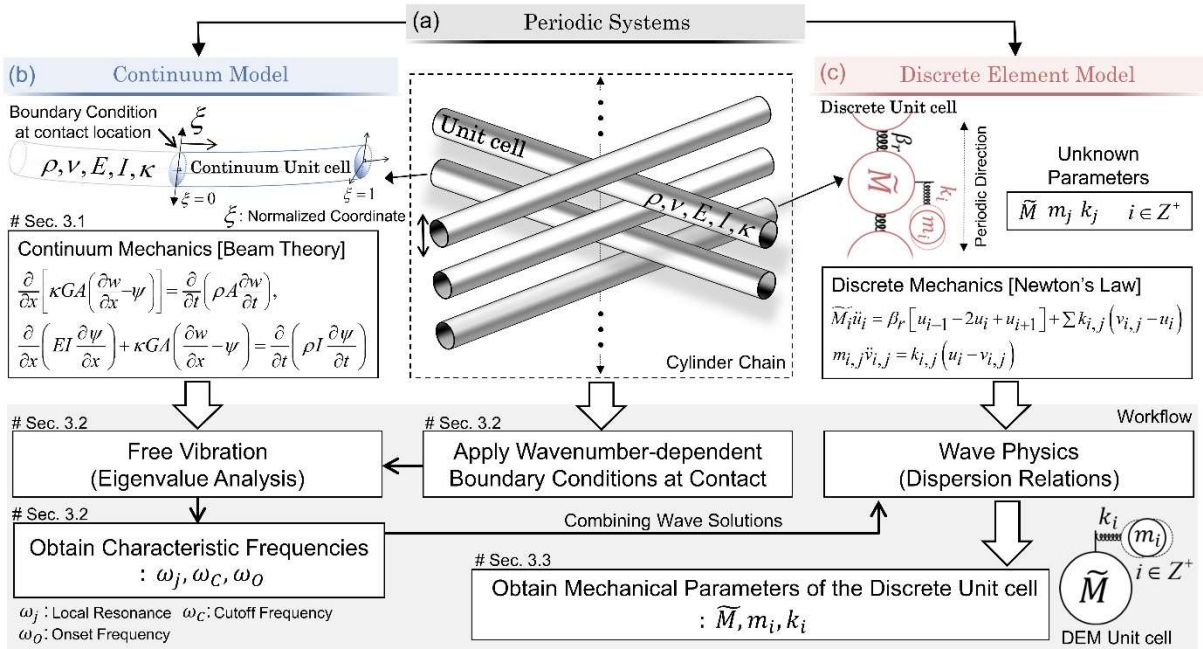 (a) Periodic Systems
(b) Continuum Model
Boundary Condition
at contact location
ξ
ρ, ν, E, I, κ
Continuum Unit cell
ξ = 0
ξ = 1
ξ : Normalized Coordinate
# Sec. 3.1
Continuum Mechanics [Beam Theory]
∂/∂x [κGA(∂w/∂x − ψ)] = ∂/∂t (ρA ∂w/∂t),
∂/∂x (EI ∂ψ/∂x) + κGA(∂w/∂x − ψ) = ∂/∂t (ρI ∂ψ/∂t)
Unit cell
ρ, ν, E, I, κ
Cylinder Chain
(c) Discrete Element Model
Discrete Unit cell
β_r
M̃
k_i
m_i
Periodic Direction
Unknown
Parameters
M̃ m_j k_j i ∈ Z⁺
Discrete Mechanics [Newton's Law]
M̃_i ü_i = β_r [u_{i−1} − 2u_i + u_{i+1}] + Σ k_{i,j} (v_{i,j} − u_i)
m_{i,j} v̈_{i,j} = k_{i,j} (u_i − v_{i,j})
Workflow
# Sec. 3.2
Free Vibration
(Eigenvalue Analysis)
# Sec. 3.2
Apply Wavenumber-dependent
Boundary Conditions at Contact
Wave Physics
(Dispersion Relations)
# Sec. 3.2
Obtain Characteristic Frequencies
: ω_j, ω_C, ω_O
Combining Wave Solutions
ω_j : Local Resonance ω_C : Cutoff Frequency
ω_O : Onset Frequency
# Sec. 3.3
Obtain Mechanical Parameters of the Discrete Unit cell
: M̃, m_i, k_i
k_i
m_i
i ∈ Z⁺
M̃
DEM Unit cell